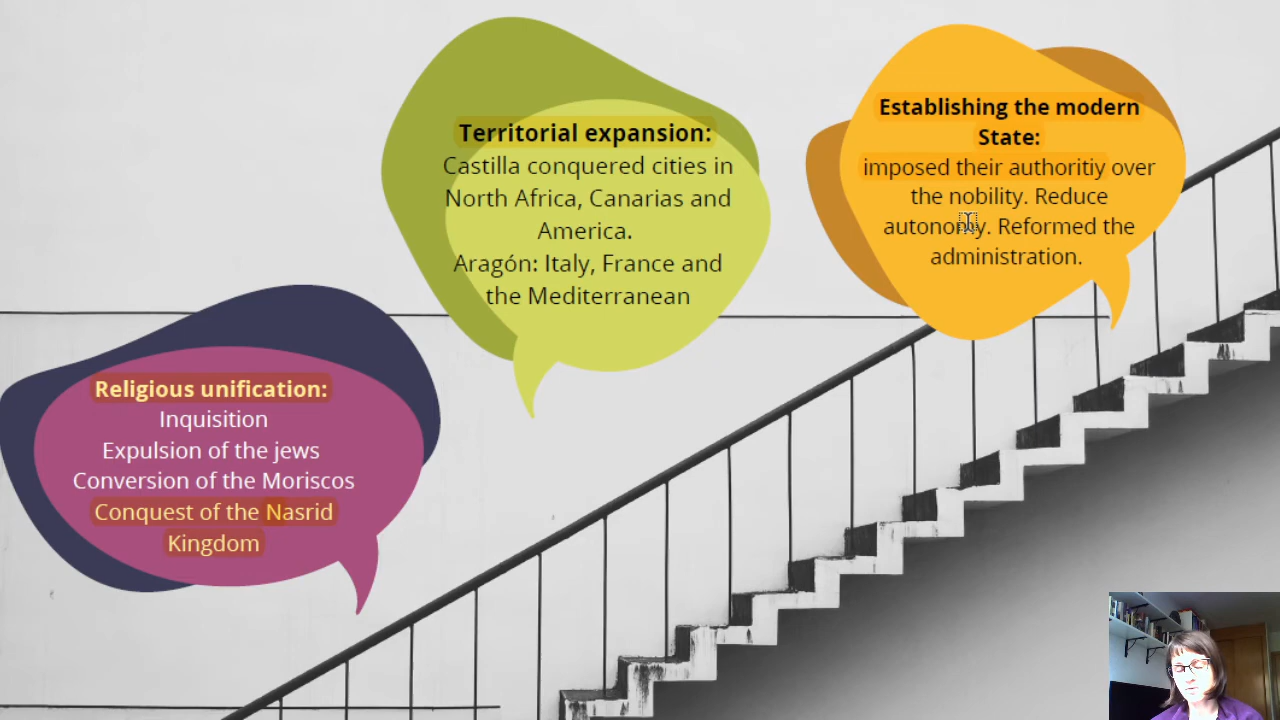 Religious unification:
Inquisition
Expulsion of the jews
Conversion of the Moriscos
Conquest of the Nasrid
Kingdom
Territorial expansion:
Castilla conquered cities in
North Africa, Canarias and
America.
Aragón: Italy, France and
the Mediterranean
Establishing the modern
State:
imposed their authoritiy over
the nobility. Reduce
autonomy. Reformed the
administration.